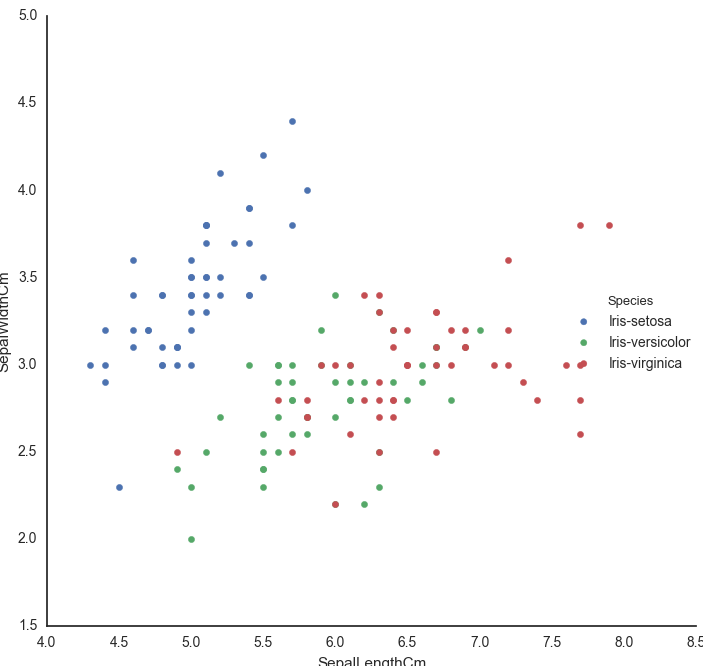 5.0
4.5
4.0
3.5
3.0
2.5
2.0
1.5
SepalWidthCm
Species
Iris-setosa
Iris-versicolor
Iris-virginica
4.0 4.5 5.0 5.5 6.0 6.5 7.0 7.5 8.0 8.5
SepalLengthCm